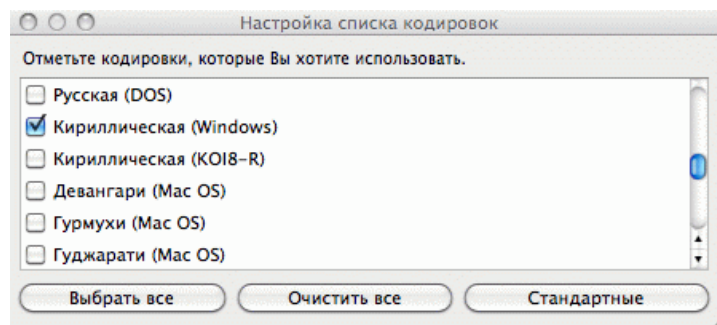 Настройка списка кодировок
Отметьте кодировки, которые Вы хотите использовать.
Русская (DOS)
Кириллическая (Windows)
Кириллическая (KOI8-R)
Девангари (Mac OS)
Гурмухи (Mac OS)
Гуджарати (Mac OS)
Выбрать все Очистить все Стандартные